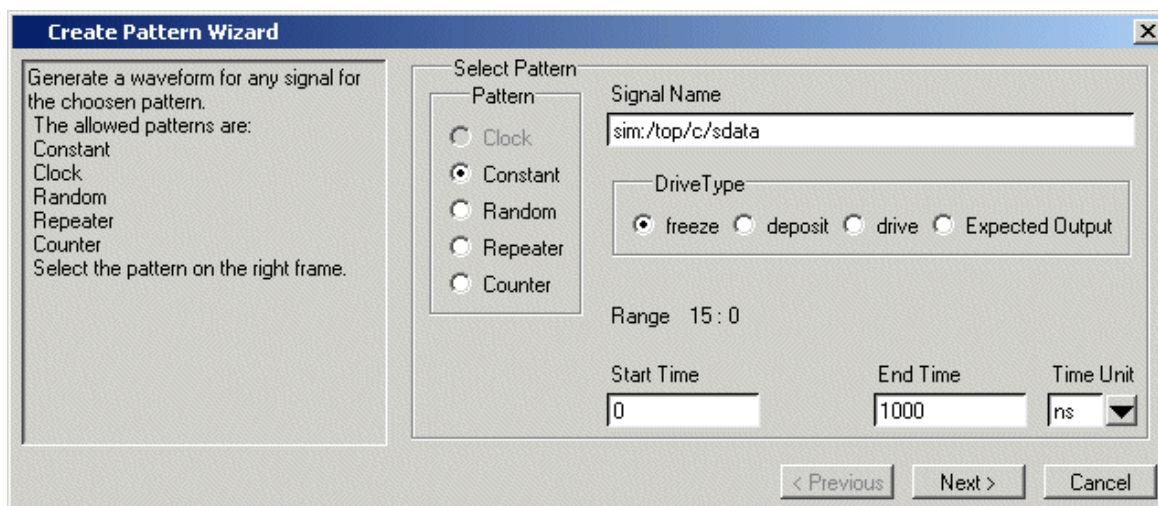 Create Pattern Wizard
Generate a waveform for any signal for
the choosen pattern.
The allowed patterns are:
Constant
Clock
Random
Repeater
Counter
Select the pattern on the right frame.
Select Pattern
Pattern
Clock
Constant
Random
Repeater
Counter
Signal Name
sim:/top/c/sdata
DriveType
freeze deposit drive Expected Output
Range 15 : 0
Start Time End Time Time Unit
0 1000 ns
< Previous Next > Cancel